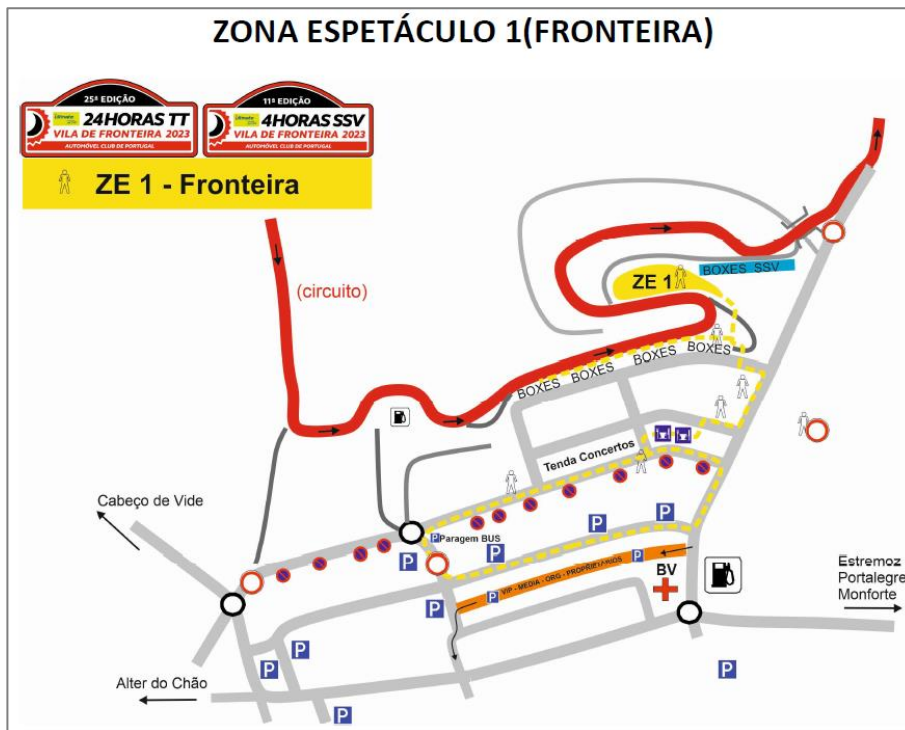 ZONA ESPETÁCULO 1(FRONTEIRA)
25ª EDIÇÃO
24HORAS TT
VILA DE FRONTEIRA 2023
AUTOMÓVEL CLUB DE PORTUGAL
11ª EDIÇÃO
4HORAS SSV
VILA DE FRONTEIRA 2023
AUTOMÓVEL CLUB DE PORTUGAL
ZE 1 - Fronteira
(circuito)
BOXES SSV
ZE 1
BOXES BOXES BOXES BOXES
Tenda Concertos
Cabeço de Vide
P
Paragem BUS
P
P
P
P
P
P
P
VIP - MEDIA - ORG - PROPRIETÁRIOS
BV
Estremoz
Portalegre
Monforte
P
P
P
P
P
P
Alter do Chão
P